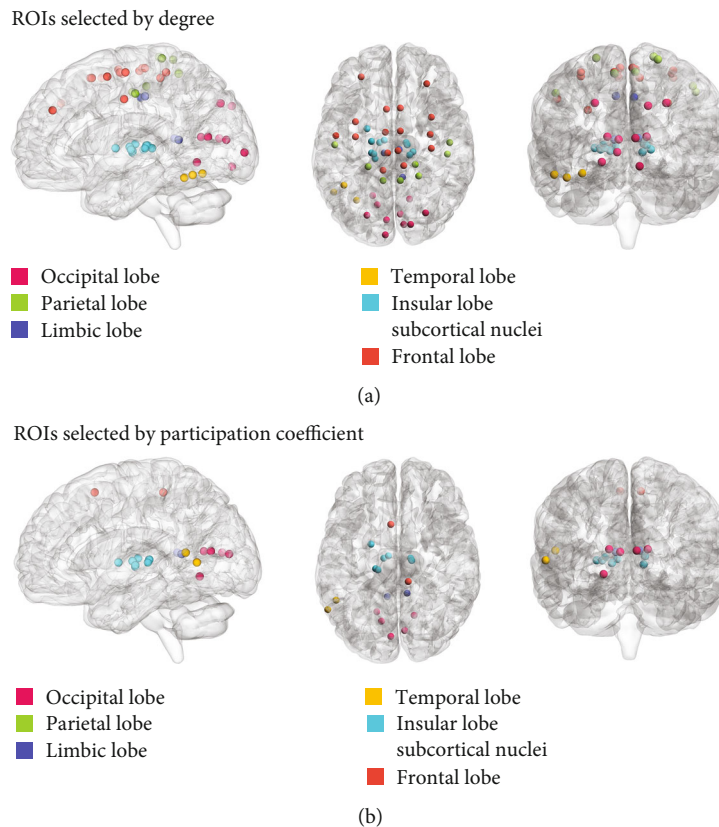 ROIs selected by degree
Occipital lobe
Parietal lobe
Limbic lobe
Temporal lobe
Insular lobe
subcortical nuclei
Frontal lobe
(a)
ROIs selected by participation coefficient
Occipital lobe
Parietal lobe
Limbic lobe
Temporal lobe
Insular lobe
subcortical nuclei
Frontal lobe
(b)